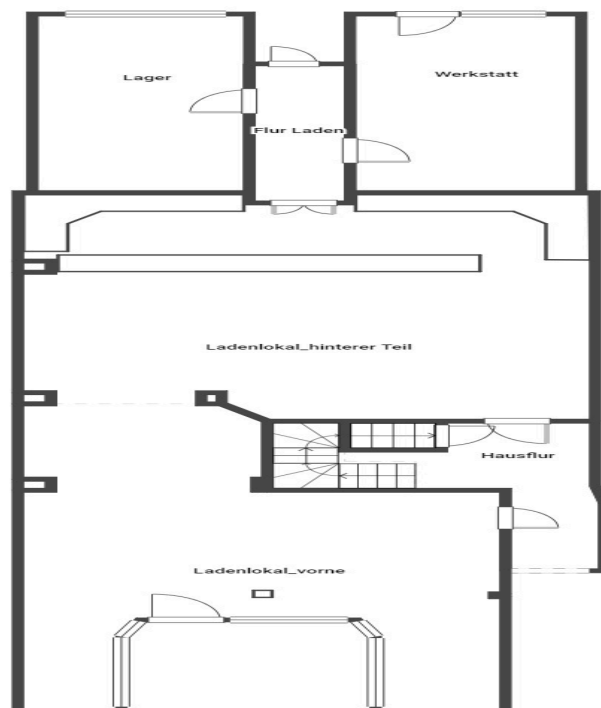 Lager
Werkstatt
Flur Laden
Ladenlokal_hinterer Teil
Hausflur
Ladenlokal_vorne